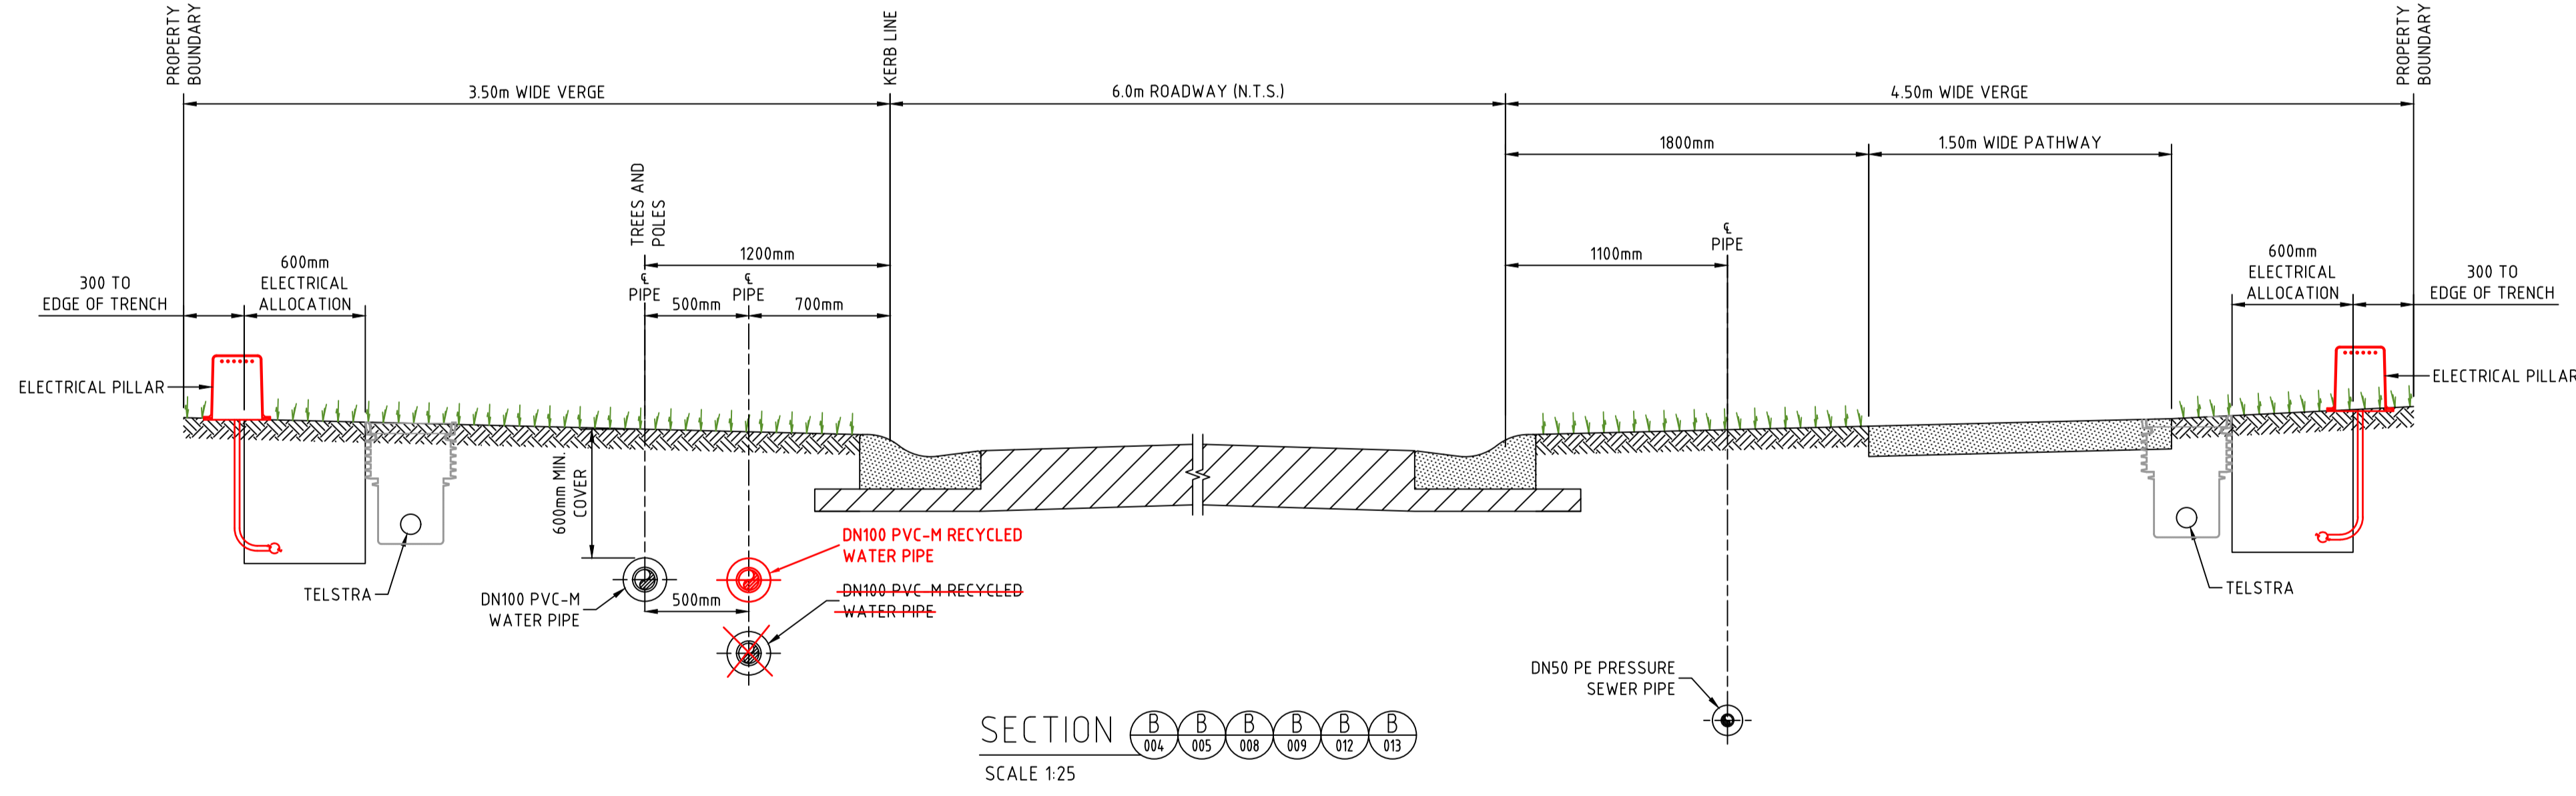 PROPERTY
BOUNDARY
KERB LINE
PROPERTY
BOUNDARY
3.50m WIDE VERGE
6.0m ROADWAY (N.T.S.)
4.50m WIDE VERGE
1800mm
1.50m WIDE PATHWAY
TREES AND
POLES
1200mm
℄
PIPE
℄
PIPE
500mm
700mm
℄
PIPE
1100mm
300 TO
EDGE OF TRENCH
600mm
ELECTRICAL
ALLOCATION
600mm
ELECTRICAL
ALLOCATION
300 TO
EDGE OF TRENCH
ELECTRICAL PILLAR
ELECTRICAL PILLAR
600mm MIN.
COVER
DN100 PVC-M RECYCLED
WATER PIPE
DN100 PVC-M RECYCLED
WATER PIPE
TELSTRA
DN100 PVC-M
WATER PIPE
500mm
TELSTRA
DN50 PE PRESSURE
SEWER PIPE
SECTION
B
004
B
005
B
008
B
009
B
012
B
013
SCALE 1:25